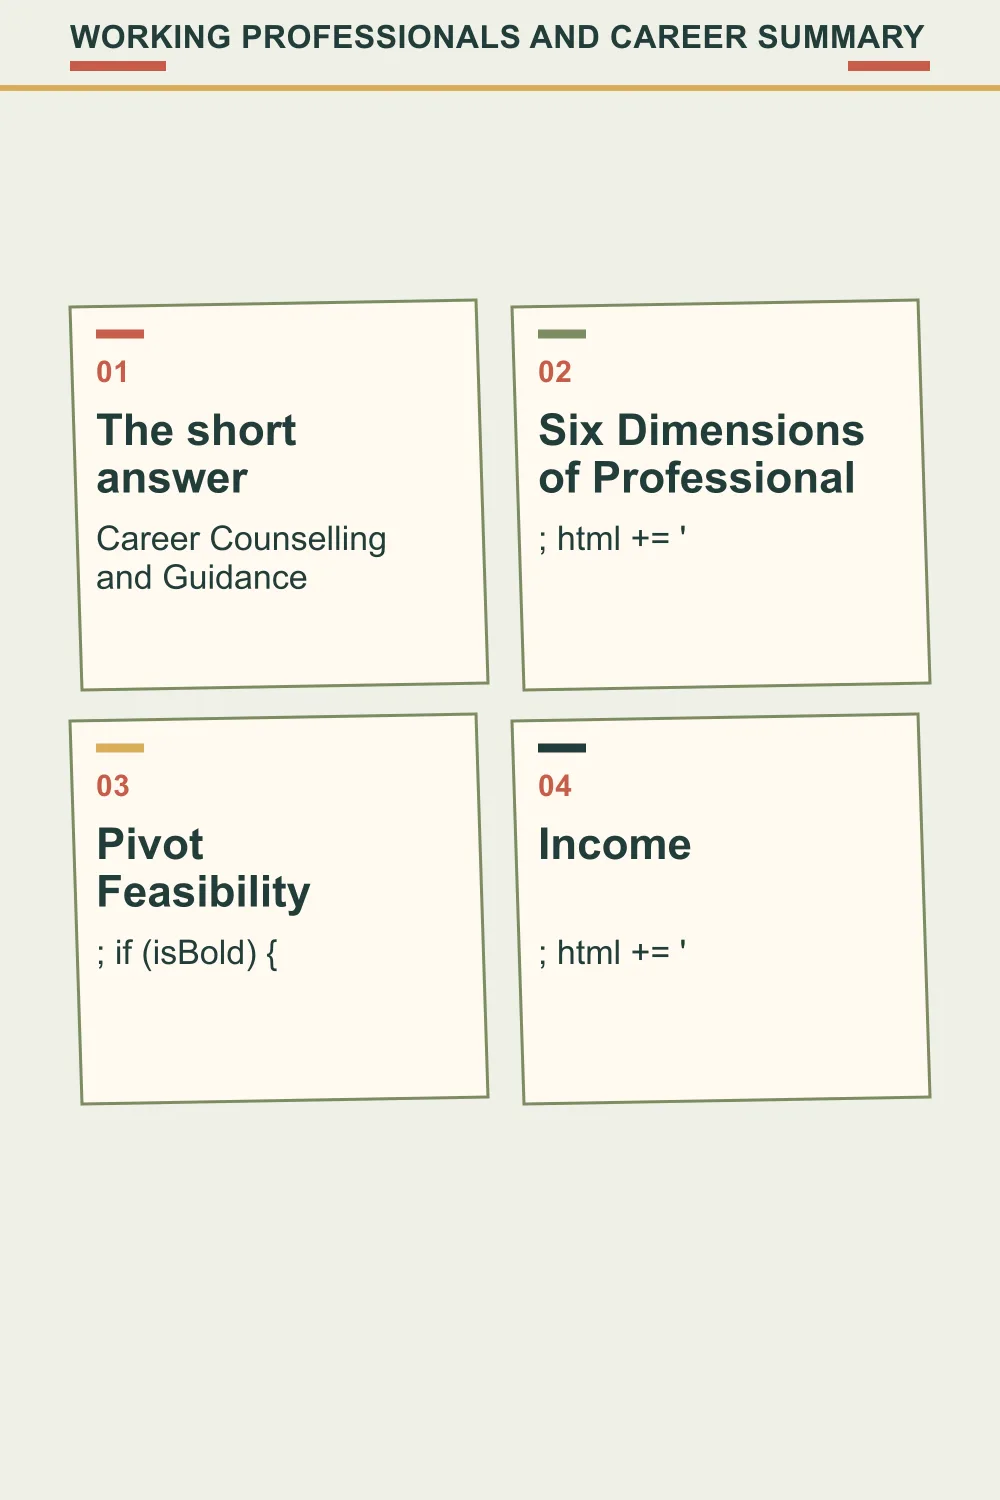 WORKING PROFESSIONALS AND CAREER SUMMARY
01
The short
answer
Career Counselling
and Guidance
02
Six Dimensions
of Professional
; html += '
03
Pivot
Feasibility
; if (isBold) {
04
Income
; html += '